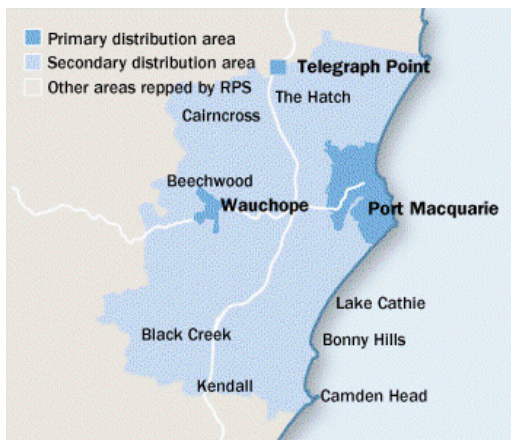 Primary distribution area
Secondary distribution area
Other areas repped by RPS
Telegraph Point
The Hatch
Cairncross
Beechwood
Wauchope
Port Macquarie
Lake Cathie
Black Creek
Bonny Hills
Kendall
Camden Head